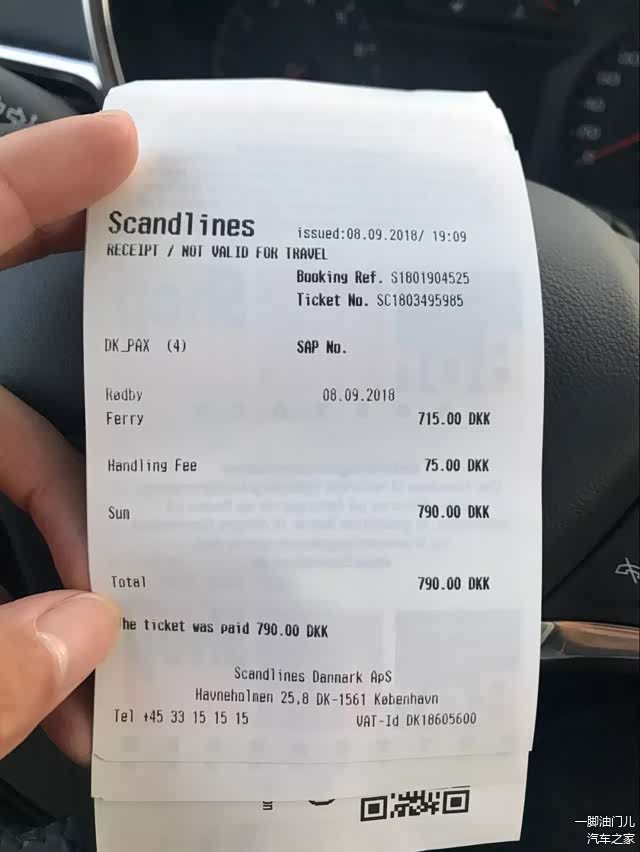 Scandlines
issued:08.09.2018/ 19:09
RECEIPT / NOT VALID FOR TRAVEL
Booking Ref. S1801904525
Ticket No. SC1803495985
DK_PAX (4)
SAP No.
Rødby
08.09.2018
Ferry 715.00 DKK
Handling Fee 75.00 DKK
Sun 790.00 DKK
Total 790.00 DKK
he ticket was paid 790.00 DKK
Scandlines Danmark ApS
Havneholmen 25,8 DK-1561 København
Tel +45 33 15 15 15
VAT-Id DK18605600
一脚油门儿
汽车之家